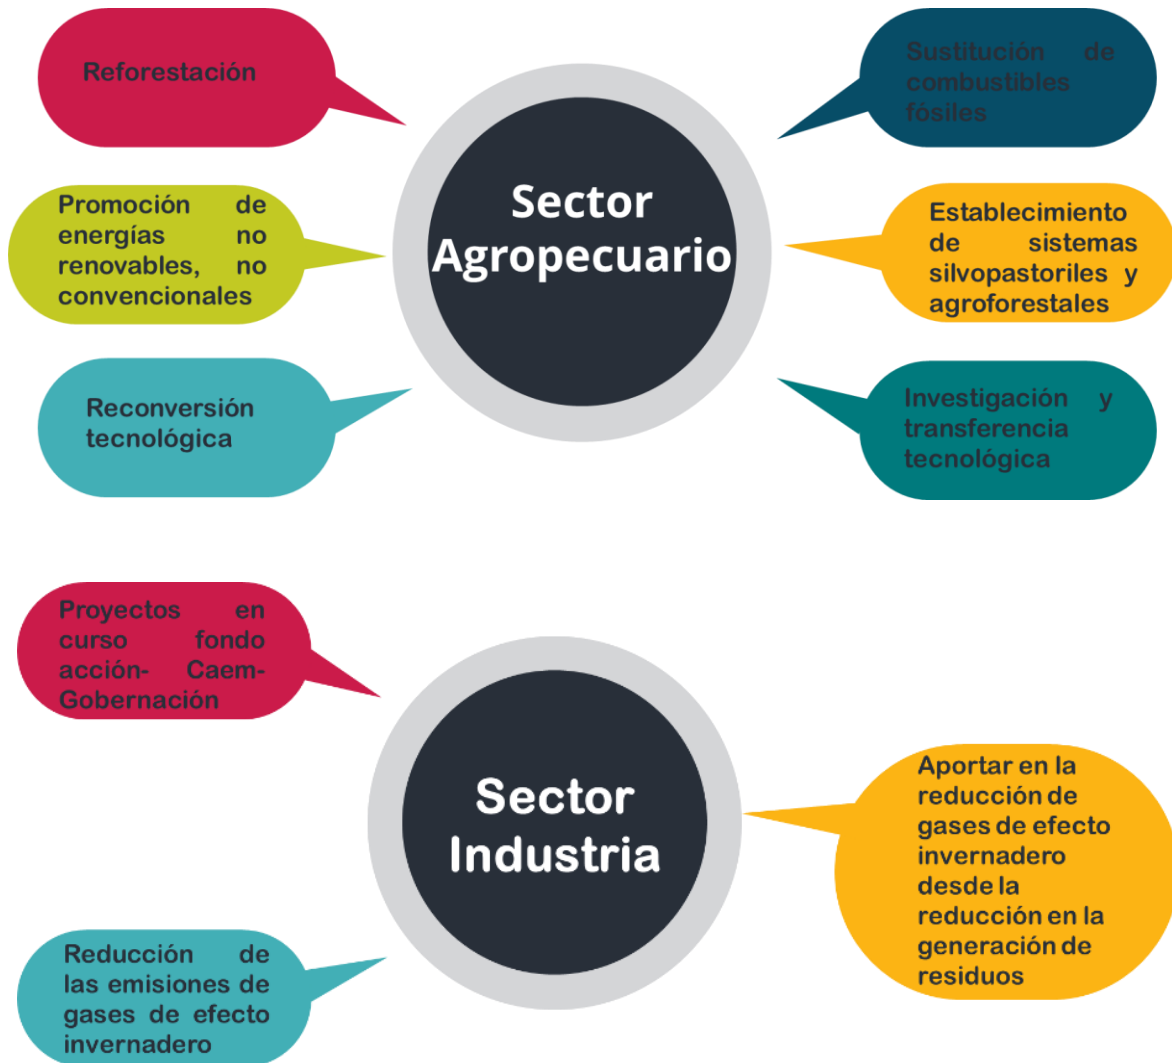 Reforestación
Sustitución de
combustibles
fósiles
Sector
Agropecuario
Promoción de
energías no
renovables, no
convencionales
Establecimiento
de sistemas
silvopastoriles y
agroforestales
Reconversión
tecnológica
Investigación y
transferencia
tecnológica
Proyectos en
curso fondo
acción- Caem-
Gobernación
Sector
Industria
Aportar en la
reducción de
gases de efecto
invernadero
desde la
reducción en la
generación de
residuos
Reducción de
las emisiones de
gases de efecto
invernadero